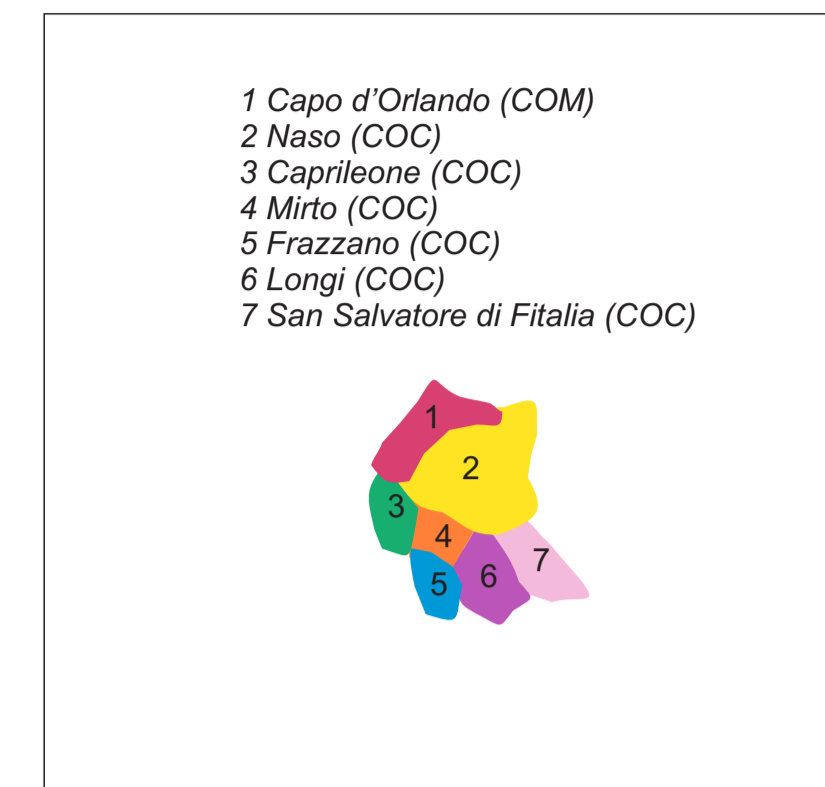 1 Capo d’Orlando (COM)
2 Naso (COC)
3 Caprileone (COC)
4 Mirto (COC)
5 Frazzano (COC)
6 Longi (COC)
7 San Salvatore di Fitalia (COC)
1
2
3
4
5
6
7